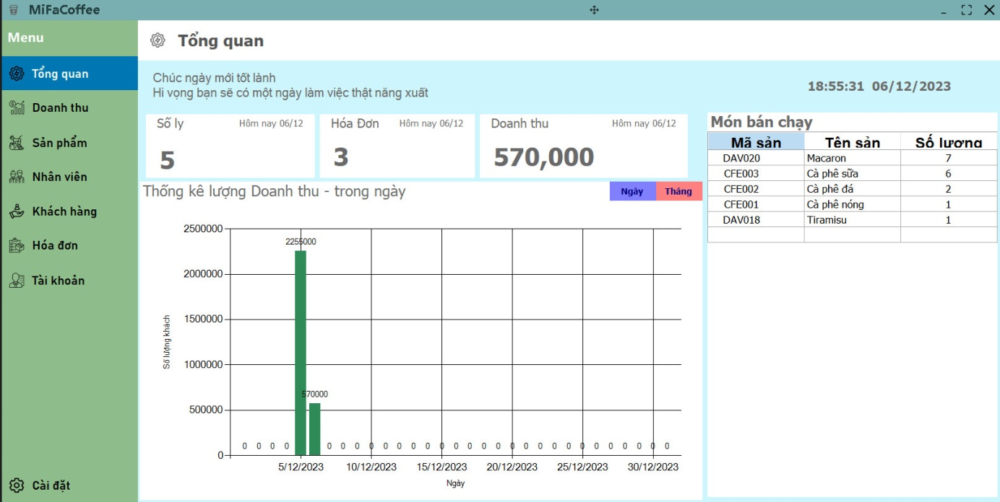 MiFaCoffee
Menu
Tổng quan
Doanh thu
Sản phẩm
Nhân viên
Khách hàng
Hóa đơn
Tài khoản
Cài đặt
Tổng quan
Chúc ngày mới tốt lành
Hi vọng bạn sẽ có một ngày làm việc thật năng xuất
18:55:31 06/12/2023
Số ly Hôm nay 06/12
5
Hóa Đơn Hôm nay 06/12
3
Doanh thu Hôm nay 06/12
570,000
Thống kê lượng Doanh thu - trong ngày
Ngày Tháng
2500000
2000000
1500000
1000000
500000
0
Số lượng khách
2255000
570000
0 0 0 0 0 0 0 0 0 0 0 0 0 0 0 0 0 0 0 0 0 0 0 0 0 0 0 0 0
5/12/2023 10/12/2023 15/12/2023 20/12/2023 25/12/2023 30/12/2023
Ngày
Món bán chạy
Mã sản Tên sản Số lượng
DAV020 Macaron 7
CFE003 Cà phê sữa 6
CFE002 Cà phê đá 2
CFE001 Cà phê nóng 1
DAV018 Tiramisu 1